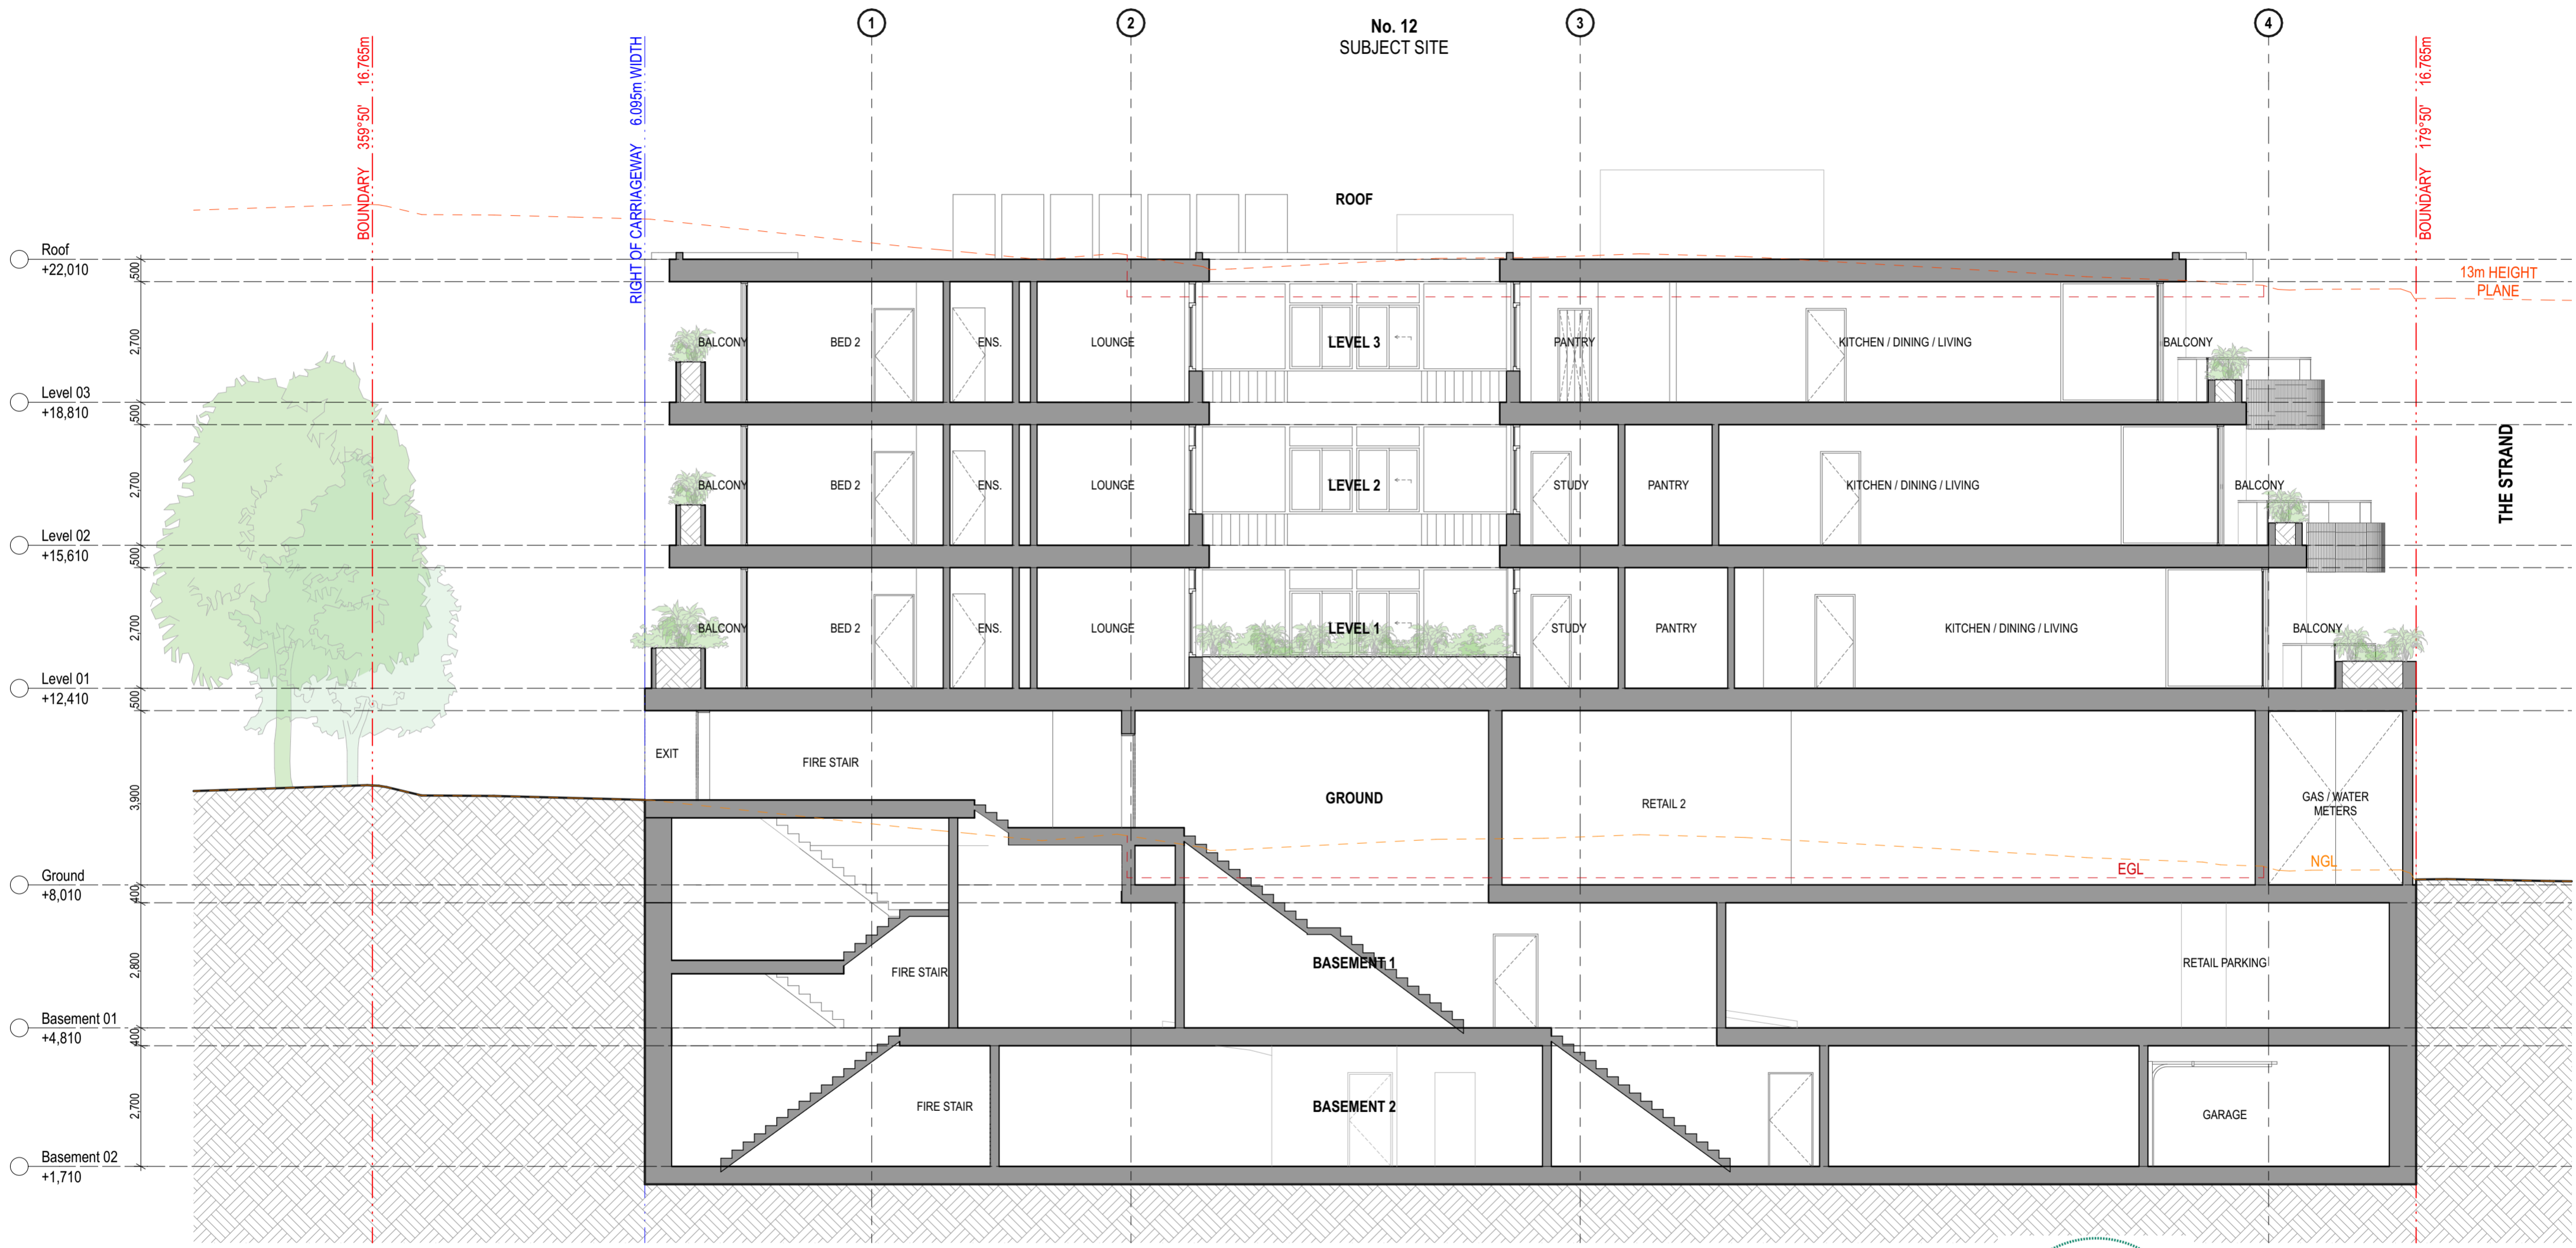 1
2
No. 12
SUBJECT SITE
3
4
BOUNDARY 359°50' 16.765m
RIGHT OF CARRIAGEWAY 6.095m WIDTH
BOUNDARY 179°50' 16.765m
ROOF
Roof
+22,010
500
13m HEIGHT
PLANE
2,700
BALCONY
BED 2
ENS.
LOUNGE
LEVEL 3
PANTRY
KITCHEN / DINING / LIVING
BALCONY
Level 03
+18,810
500
THE STRAND
2,700
BALCONY
BED 2
ENS.
LOUNGE
LEVEL 2
STUDY
PANTRY
KITCHEN / DINING / LIVING
BALCONY
Level 02
+15,610
500
2,700
BALCONY
BED 2
ENS.
LOUNGE
LEVEL 1
STUDY
PANTRY
KITCHEN / DINING / LIVING
BALCONY
Level 01
+12,410
500
EXIT
FIRE STAIR
3,900
GROUND
RETAIL 2
GAS / WATER
METERS
EGL
NGL
Ground
+8,010
400
2,800
FIRE STAIR
BASEMENT 1
RETAIL PARKING
Basement 01
+4,810
400
2,700
FIRE STAIR
BASEMENT 2
GARAGE
Basement 02
+1,710